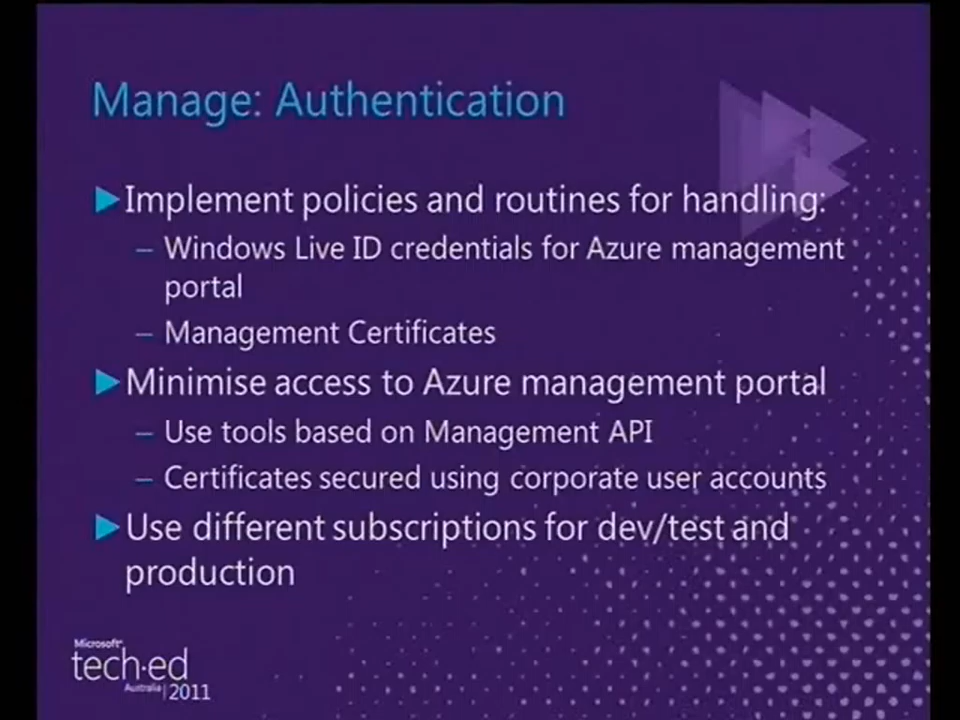 Manage: Authentication
▶Implement policies and routines for handling:
– Windows Live ID credentials for Azure management
portal
– Management Certificates
▶Minimise access to Azure management portal
– Use tools based on Management API
– Certificates secured using corporate user accounts
▶Use different subscriptions for dev/test and
production
Microsoft®
tech·ed
Australia | 2011